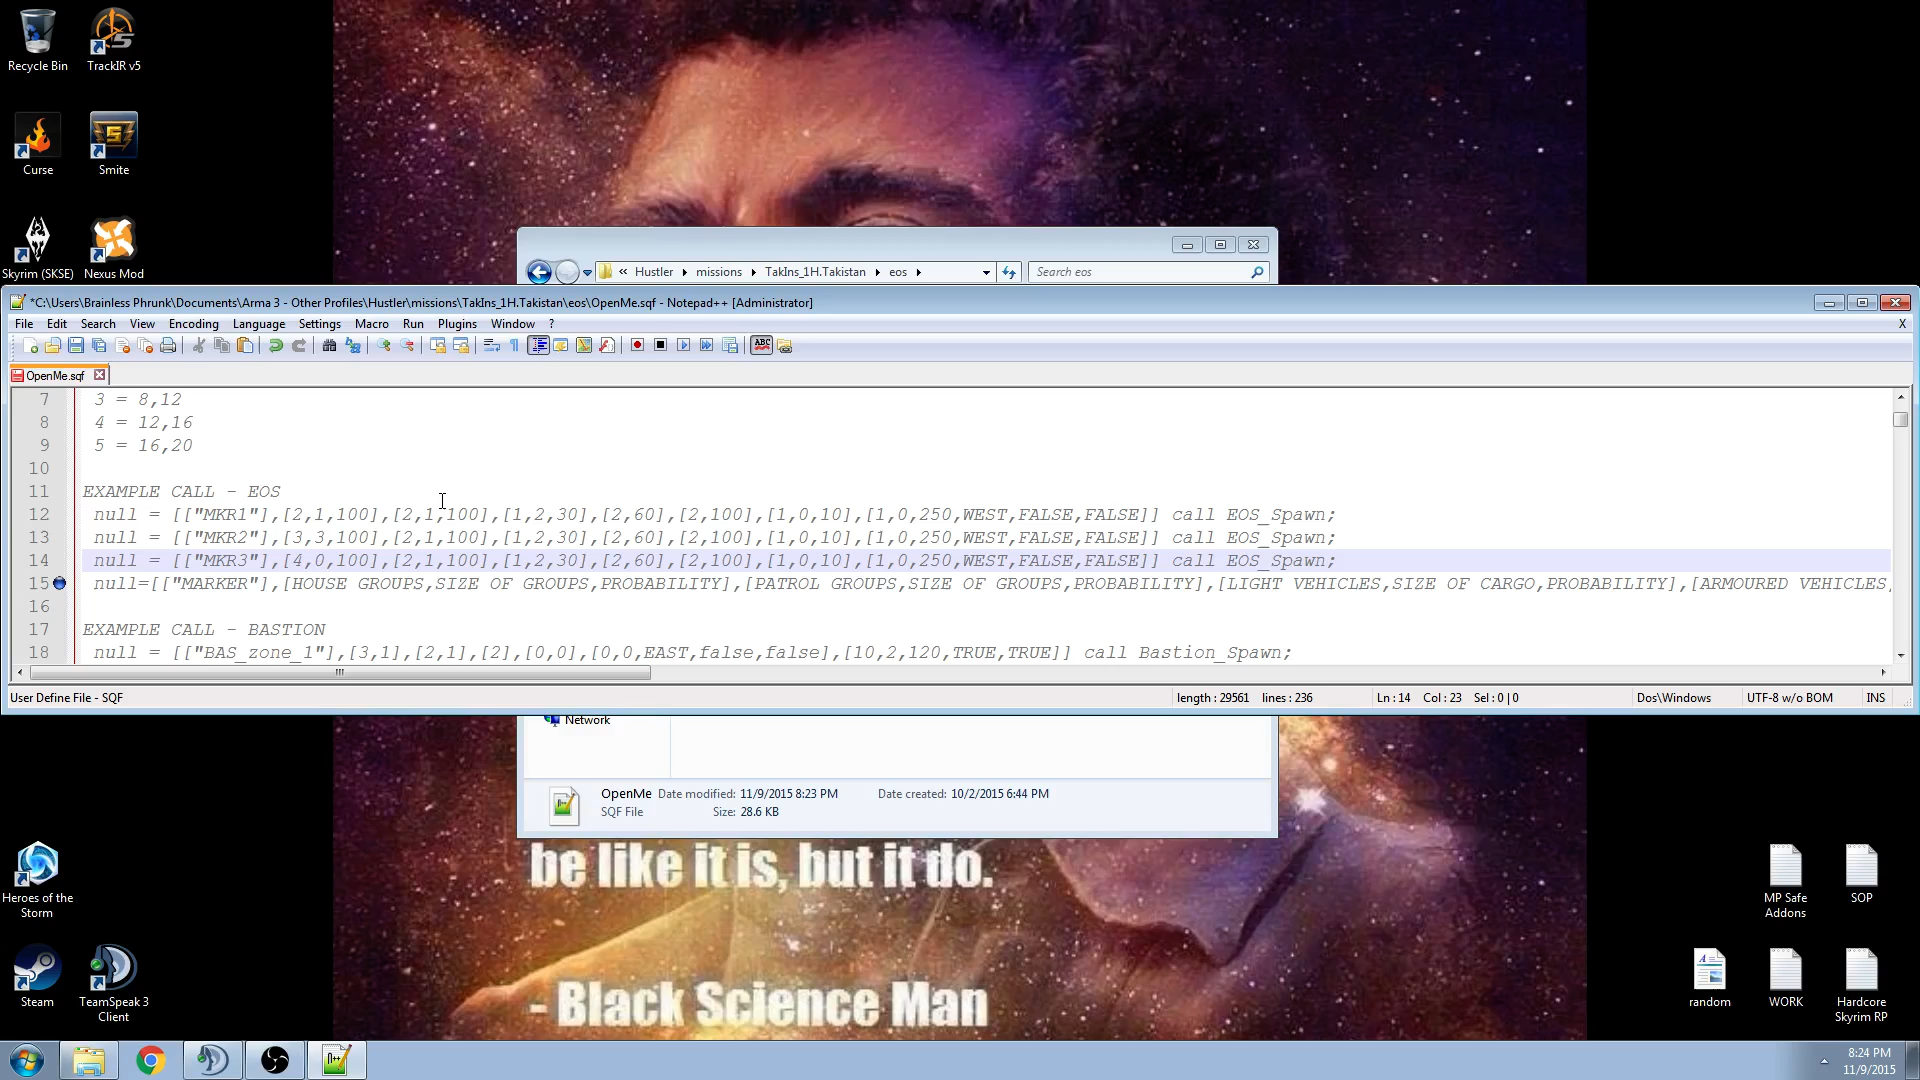 Recycle Bin
TrackIR v5
Curse
Smite
Skyrim (SKSE)
Nexus Mod
« Hustler ▸ missions ▸ TakIns_1H.Takistan ▸ eos ▸
Search eos
*C:\Users\Brainless Phrunk\Documents\Arma 3 - Other Profiles\Hustler\missions\TakIns_1H.Takistan\eos\OpenMe.sqf - Notepad++ [Administrator]
File Edit Search View Encoding Language Settings Macro Run Plugins Window ? X
OpenMe.sqf
7 3 = 8,12
8 4 = 12,16
9 5 = 16,20
10
11 EXAMPLE CALL - EOS
12 null = [["MKR1"],[2,1,100],[2,1,100],[1,2,30],[2,60],[2,100],[1,0,10],[1,0,250,WEST,FALSE,FALSE]] call EOS_Spawn;
13 null = [["MKR2"],[3,3,100],[2,1,100],[1,2,30],[2,60],[2,100],[1,0,10],[1,0,250,WEST,FALSE,FALSE]] call EOS_Spawn;
14 null = [["MKR3"],[4,0,100],[2,1,100],[1,2,30],[2,60],[2,100],[1,0,10],[1,0,250,WEST,FALSE,FALSE]] call EOS_Spawn;
15 null=[["MARKER"],[HOUSE GROUPS,SIZE OF GROUPS,PROBABILITY],[PATROL GROUPS,SIZE OF GROUPS,PROBABILITY],[LIGHT VEHICLES,SIZE OF CARGO,PROBABILITY],[ARMOURED VEHICLES,
16
17 EXAMPLE CALL - BASTION
18 null = [["BAS_zone_1"],[3,1],[2,1],[2],[0,0],[0,0,EAST,false,false],[10,2,120,TRUE,TRUE]] call Bastion_Spawn;
User Define File - SQF
length : 29561 lines : 236
Ln : 14 Col : 23 Sel : 0 | 0
Dos\Windows
UTF-8 w/o BOM
INS
Network
OpenMe Date modified: 11/9/2015 8:23 PM Date created: 10/2/2015 6:44 PM
SQF File Size: 28.6 KB
be like it is, but it do.
- Black Science Man
Heroes of the
Storm
Steam
TeamSpeak 3
Client
MP Safe
Addons
SOP
random
WORK
Hardcore
Skyrim RP
8:24 PM
11/9/2015